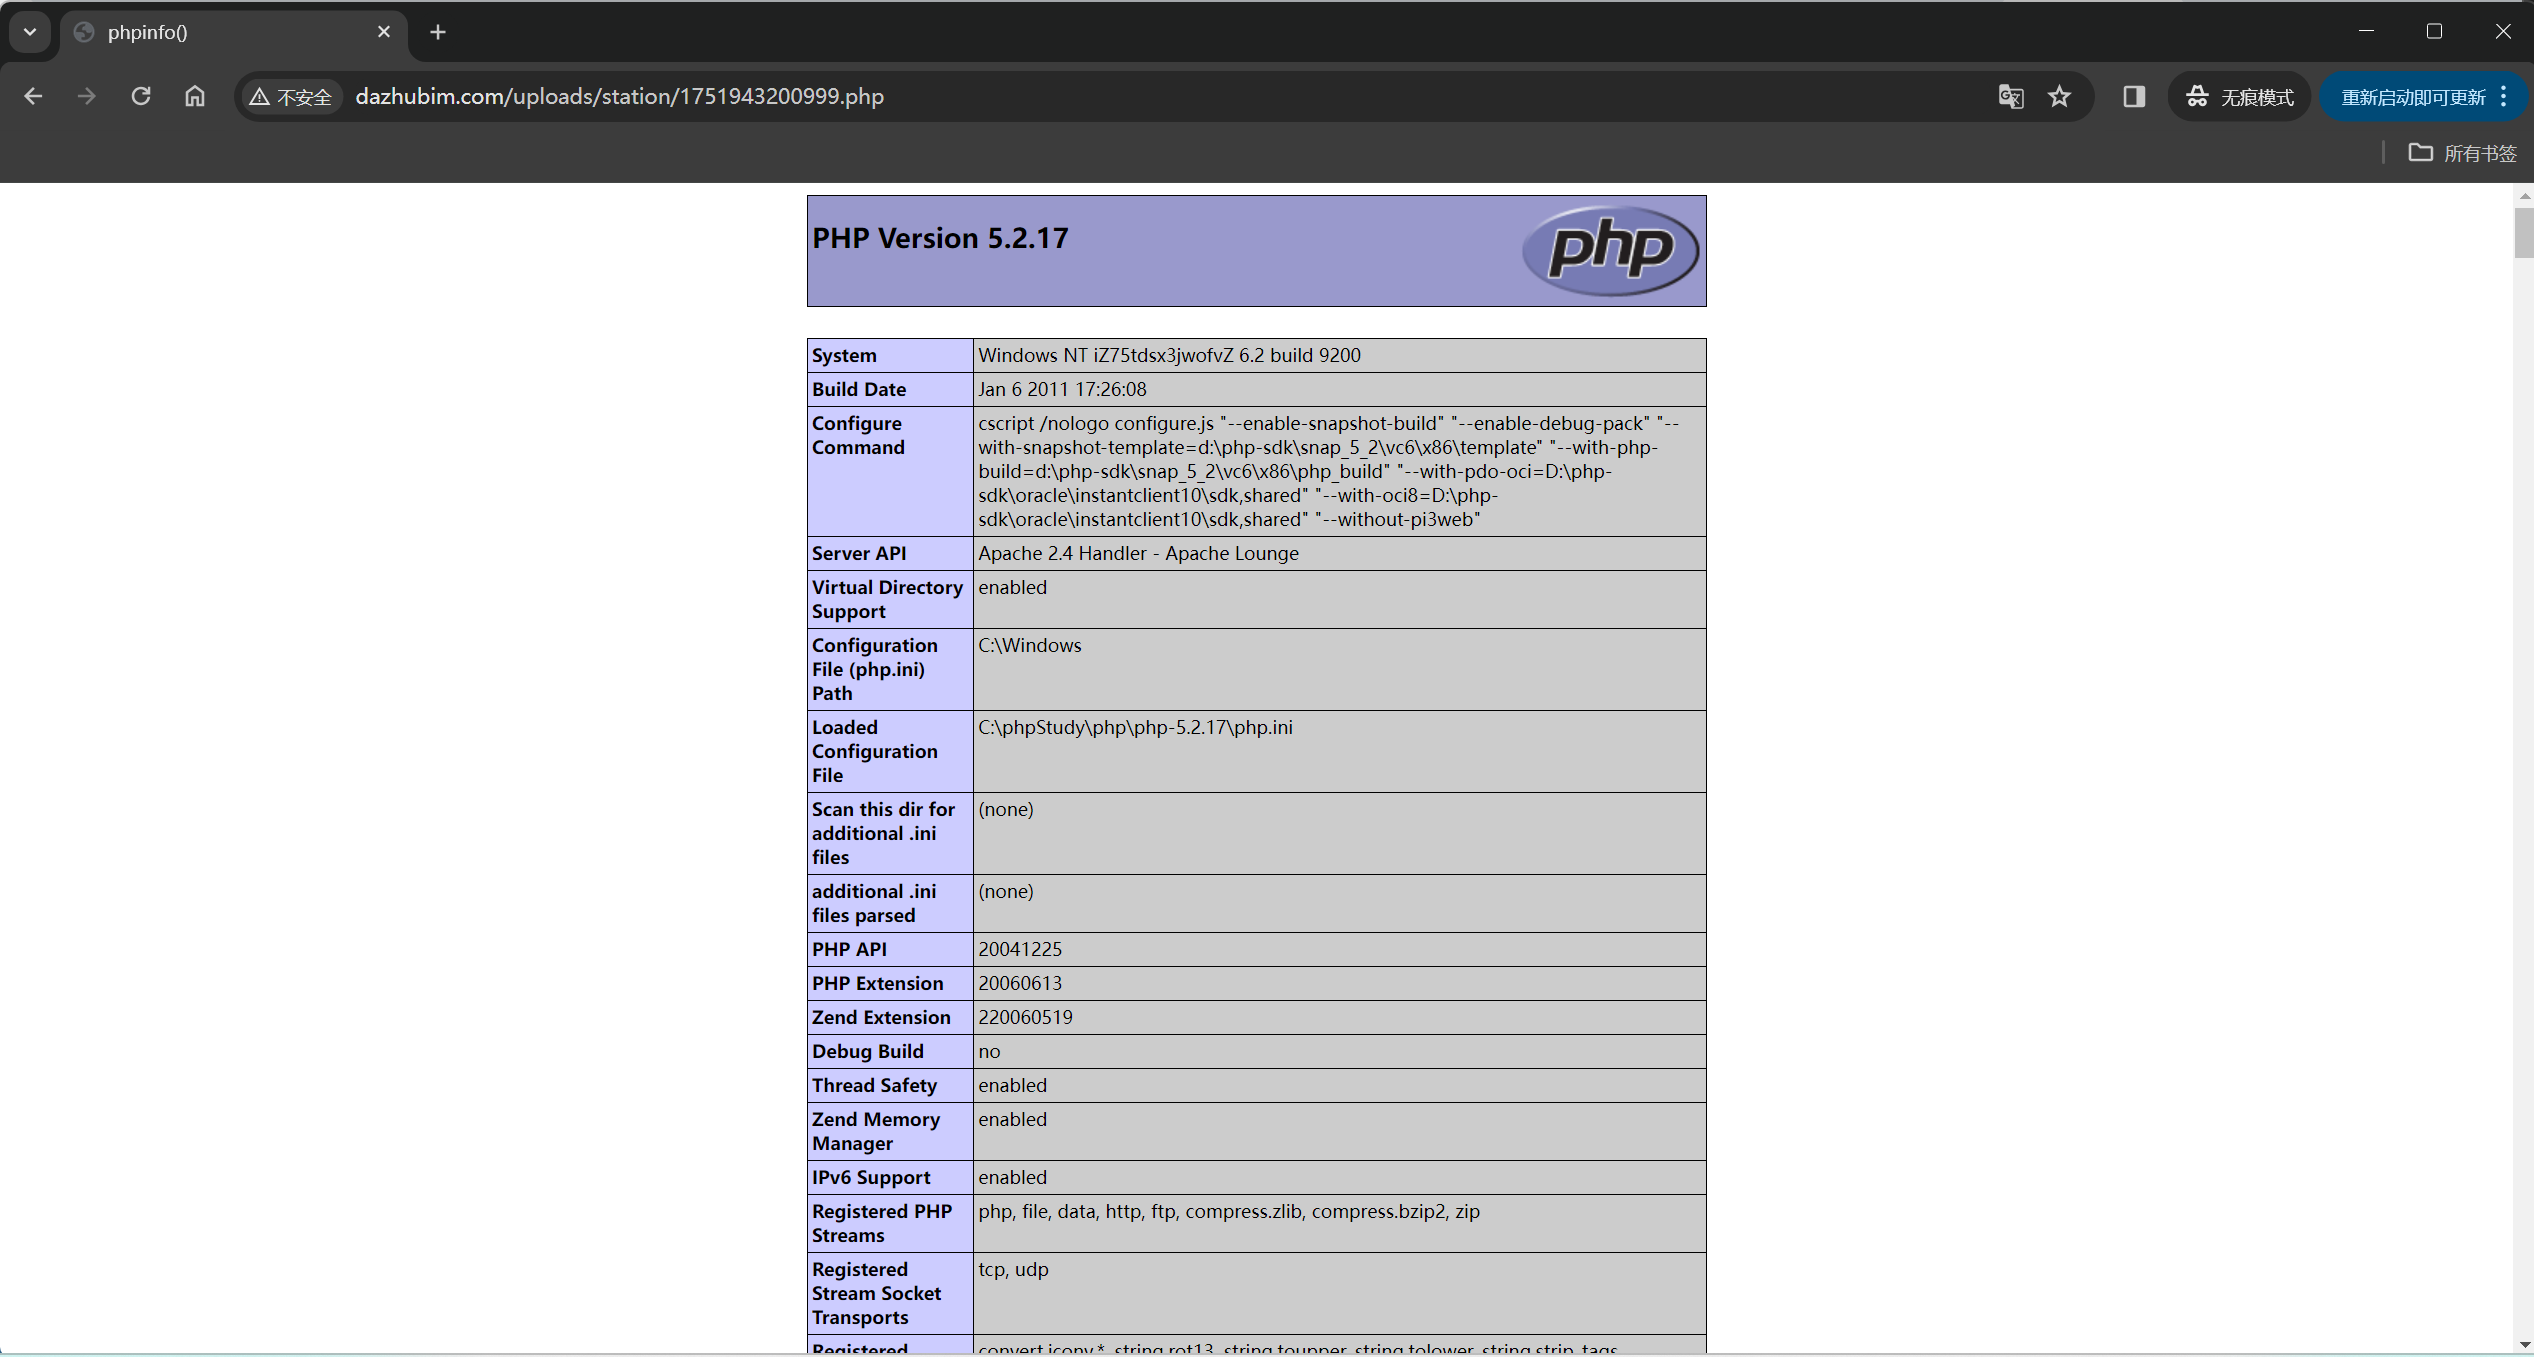 phpinfo()
不安全
dazhubim.com/uploads/station/1751943200999.php
无痕模式
重新启动即可更新
所有书签
PHP Version 5.2.17
php
System
Windows NT iZ75tdsx3jwofvZ 6.2 build 9200
Build Date
Jan 6 2011 17:26:08
Configure
Command
cscript /nologo configure.js "--enable-snapshot-build" "--enable-debug-pack" "--
with-snapshot-template=d:\php-sdk\snap_5_2\vc6\x86\template" "--with-php-
build=d:\php-sdk\snap_5_2\vc6\x86\php_build" "--with-pdo-oci=D:\php-
sdk\oracle\instantclient10\sdk,shared" "--with-oci8=D:\php-
sdk\oracle\instantclient10\sdk,shared" "--without-pi3web"
Server API
Apache 2.4 Handler - Apache Lounge
Virtual Directory
Support
enabled
Configuration
File (php.ini)
Path
C:\Windows
Loaded
Configuration
File
C:\phpStudy\php\php-5.2.17\php.ini
Scan this dir for
additional .ini
files
(none)
additional .ini
files parsed
(none)
PHP API
20041225
PHP Extension
20060613
Zend Extension
220060519
Debug Build
no
Thread Safety
enabled
Zend Memory
Manager
enabled
IPv6 Support
enabled
Registered PHP
Streams
php, file, data, http, ftp, compress.zlib, compress.bzip2, zip
Registered
Stream Socket
Transports
tcp, udp
Registered
convert.iconv.*, string.rot13, string.toupper, string.tolower, string.strip_tags,